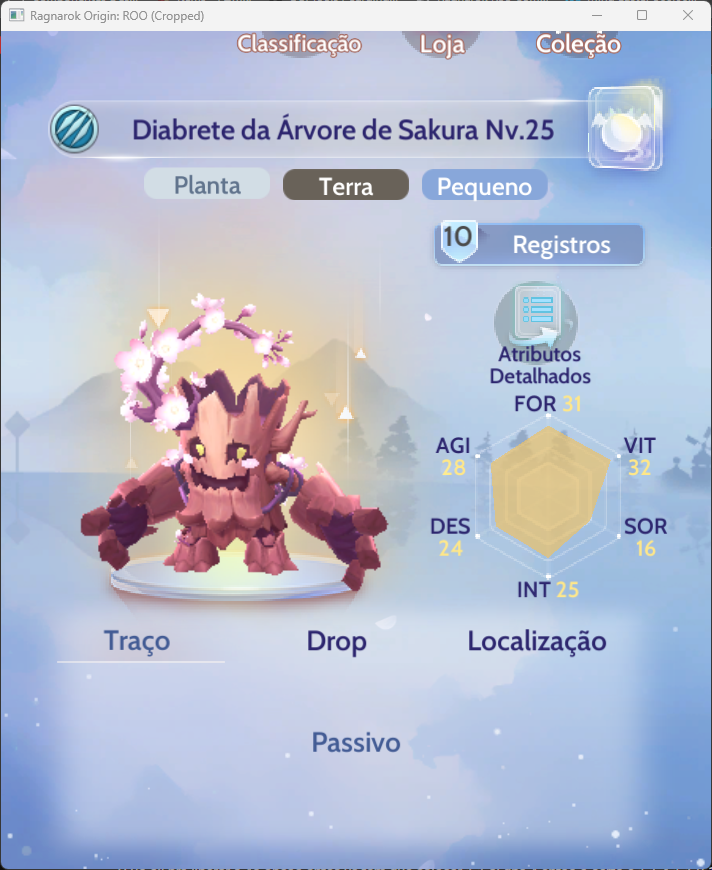 Ragnarok Origin: ROO (Cropped)
Classificação Loja Coleção
Diabrete da Árvore de Sakura Nv.25
Planta Terra Pequeno
10 Registros
Atributos
Detalhados
FOR 31
AGI
28
VIT
32
DES
24
SOR
16
INT 25
Traço Drop Localização
Passivo